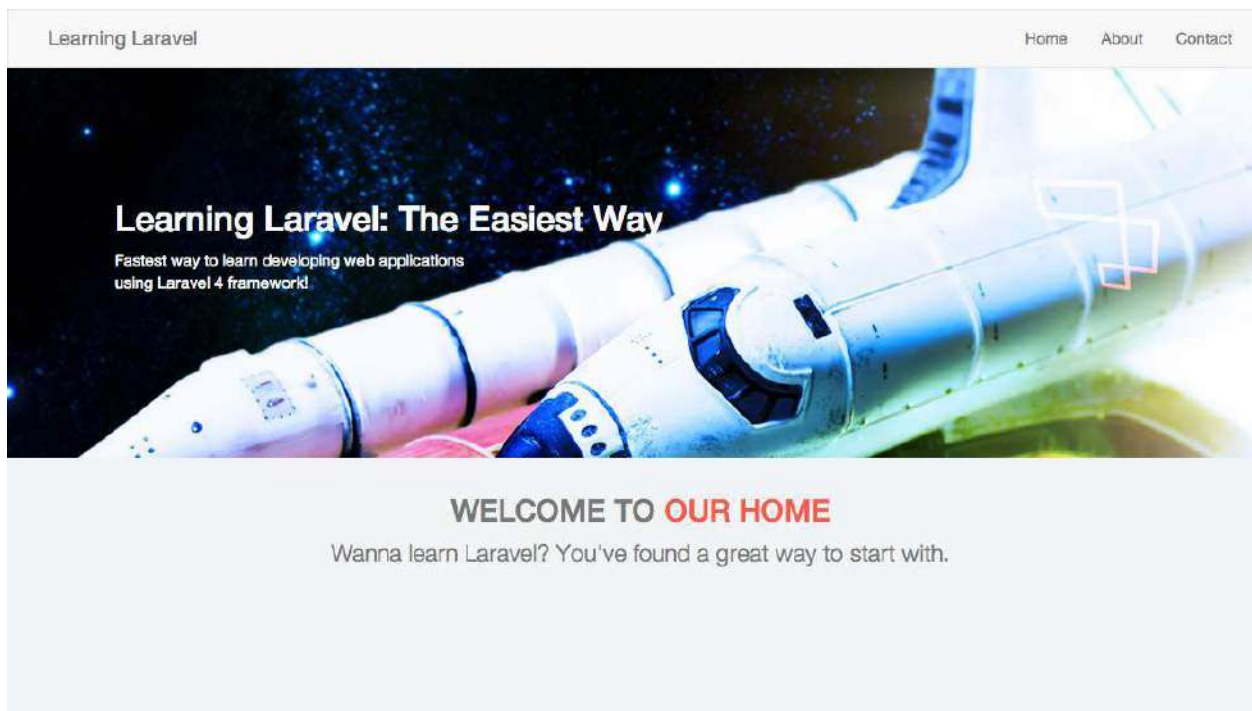 Learning Laravel
Home About Contact
Learning Laravel: The Easiest Way
Fastest way to learn developing web applications
using Laravel 4 framework!
WELCOME TO OUR HOME
Wanna learn Laravel? You've found a great way to start with.